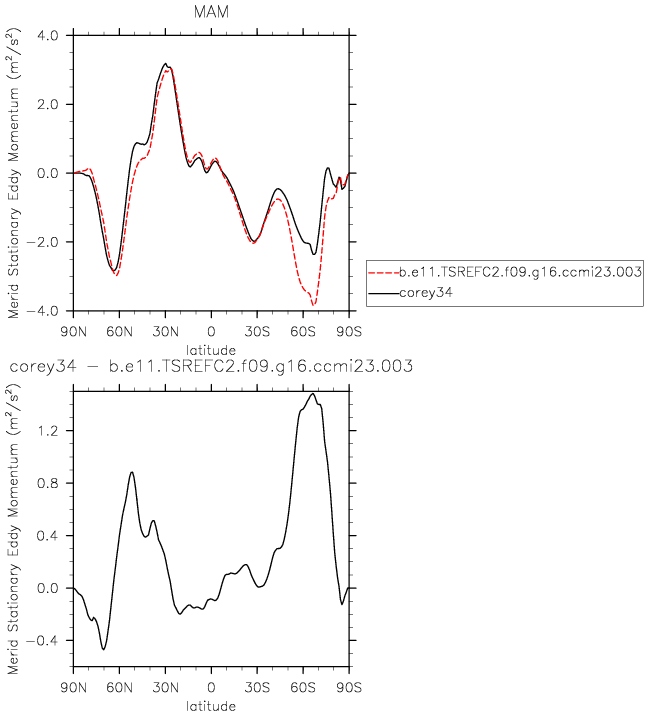 MAM
Merid Stationary Eddy Momentum (m²/s²)
4.0
2.0
0.0
−2.0
−4.0
90N 60N 30N 0 30S 60S 90S
latitude
b.e11.TSREFC2.f09.g16.ccmi23.003
corey34
corey34 − b.e11.TSREFC2.f09.g16.ccmi23.003
Merid Stationary Eddy Momentum (m²/s²)
1.2
0.8
0.4
0.0
−0.4
90N 60N 30N 0 30S 60S 90S
latitude